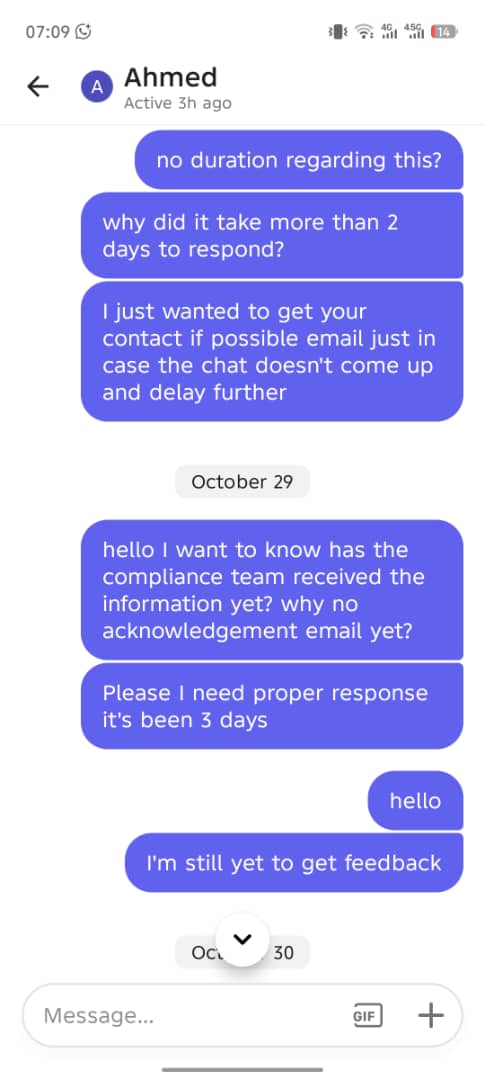 07:09
4G 4.5G 14
A Ahmed
Active 3h ago
no duration regarding this?
why did it take more than 2
days to respond?
I just wanted to get your
contact if possible email just in
case the chat doesn't come up
and delay further
October 29
hello I want to know has the
compliance team received the
information yet? why no
acknowledgement email yet?
Please I need proper response
it's been 3 days
hello
I'm still yet to get feedback
30
Message...
GIF